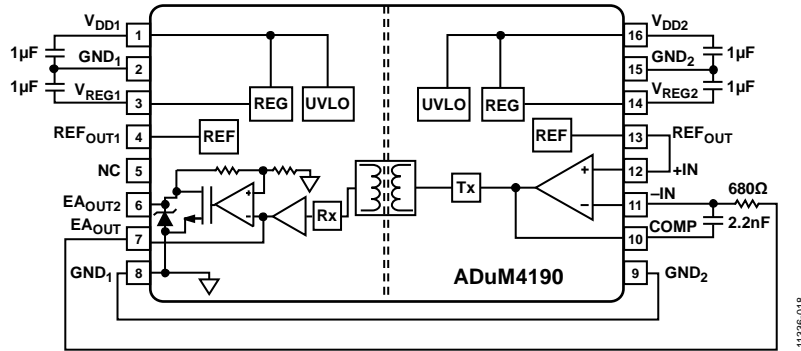 VDD1
1
1µF
GND1
2
1µF
VREG1
3
REG
UVLO
REFOUT1
4
REF
NC
5
EAOUT2
6
EAOUT
7
GND1
8
+
−
Rx
VDD2
16
1µF
GND2
15
1µF
VREG2
14
UVLO
REG
REFOUT
13
REF
+IN
12
−IN
11
680Ω
COMP
10
2.2nF
GND2
9
Tx
+
−
ADuM4190
11336-018